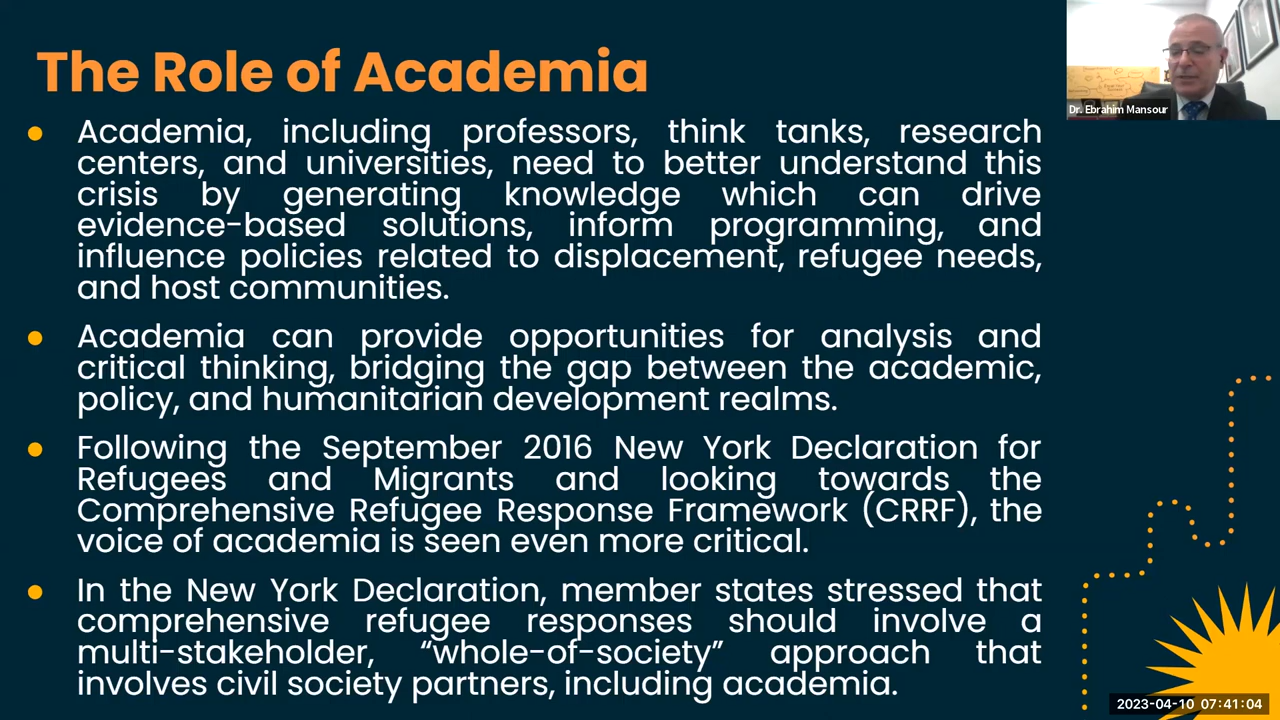 The Role of Academia
Dr. Ebrahim Mansour
● Academia, including professors, think tanks, research
centers, and universities, need to better understand this
crisis by generating knowledge which can drive
evidence-based solutions, inform programming, and
influence policies related to displacement, refugee needs,
and host communities.
● Academia can provide opportunities for analysis and
critical thinking, bridging the gap between the academic,
policy, and humanitarian development realms.
● Following the September 2016 New York Declaration for
Refugees and Migrants and looking towards the
Comprehensive Refugee Response Framework (CRRF), the
voice of academia is seen even more critical.
● In the New York Declaration, member states stressed that
comprehensive refugee responses should involve a
multi-stakeholder, “whole-of-society” approach that
involves civil society partners, including academia.
2023-04-10 07:41:04